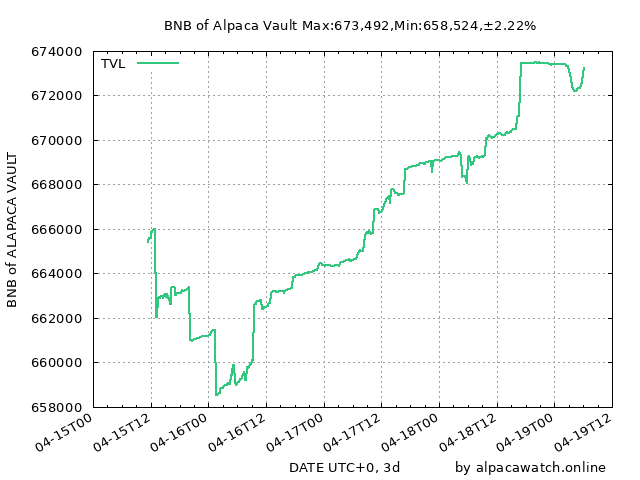 BNB of Alpaca Vault Max:673,492,Min:658,524,±2.22%
TVL
BNB of ALAPACA VAULT
674000
672000
670000
668000
666000
664000
662000
660000
658000
04-15T00
04-15T12
04-16T00
04-16T12
04-17T00
04-17T12
04-18T00
04-18T12
04-19T00
04-19T12
DATE UTC+0, 3d
by alpacawatch.online